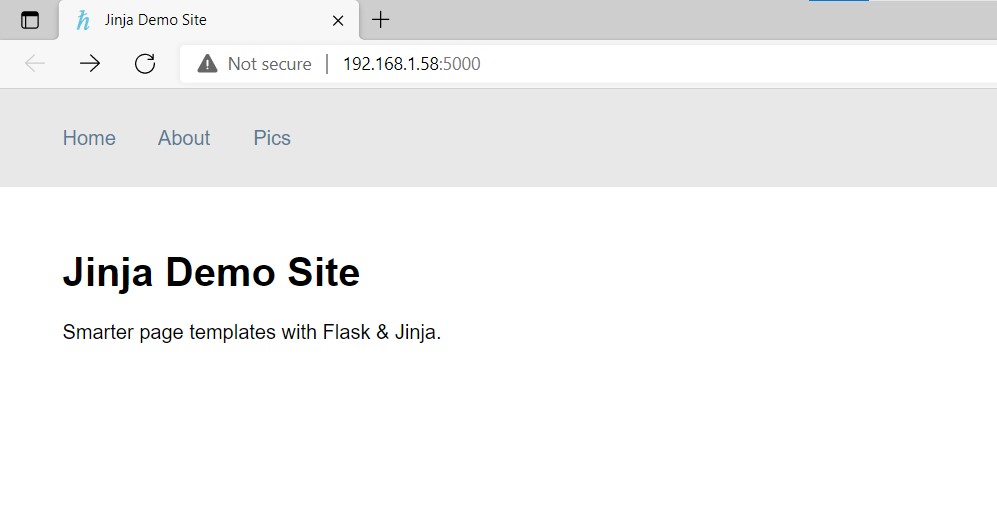 ℏ Jinja Demo Site
Not secure | 192.168.1.58:5000
Home About Pics
Jinja Demo Site
Smarter page templates with Flask & Jinja.